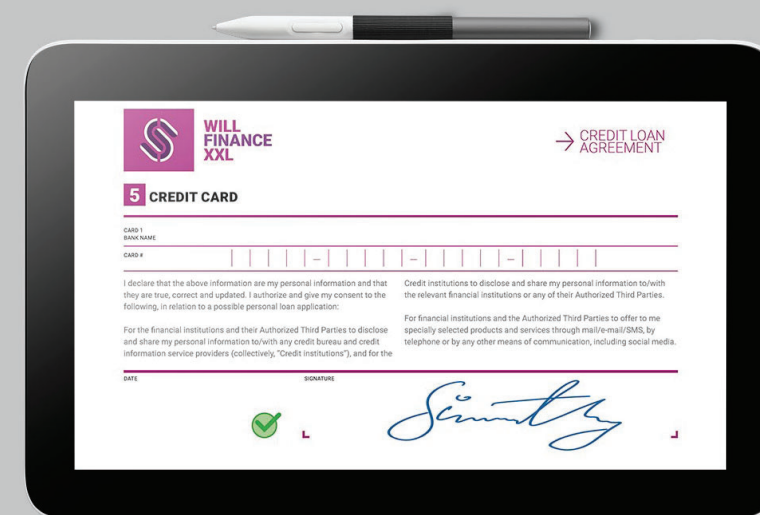 WILL
FINANCE
XXL
→ CREDIT LOAN
AGREEMENT
5 CREDIT CARD
CARD 1
BANK NAME
CARD #
I declare that the above information are my personal information and that
they are true, correct and updated. I authorize and give my consent to the
following, in relation to a possible personal loan application:
For the financial institutions and their Authorized Third Parties to disclose
and share my personal information to/with any credit bureau and credit
information service providers (collectively, "Credit institutions"), and for the
Credit institutions to disclose and share my personal information to/with
the relevant financial institutions or any of their Authorized Third Parties.
For financial institutions and the Authorized Third Parties to offer to me
specially selected products and services through mail/e-mail/SMS, by
telephone or by any other means of communication, including social media.
DATE
SIGNATURE